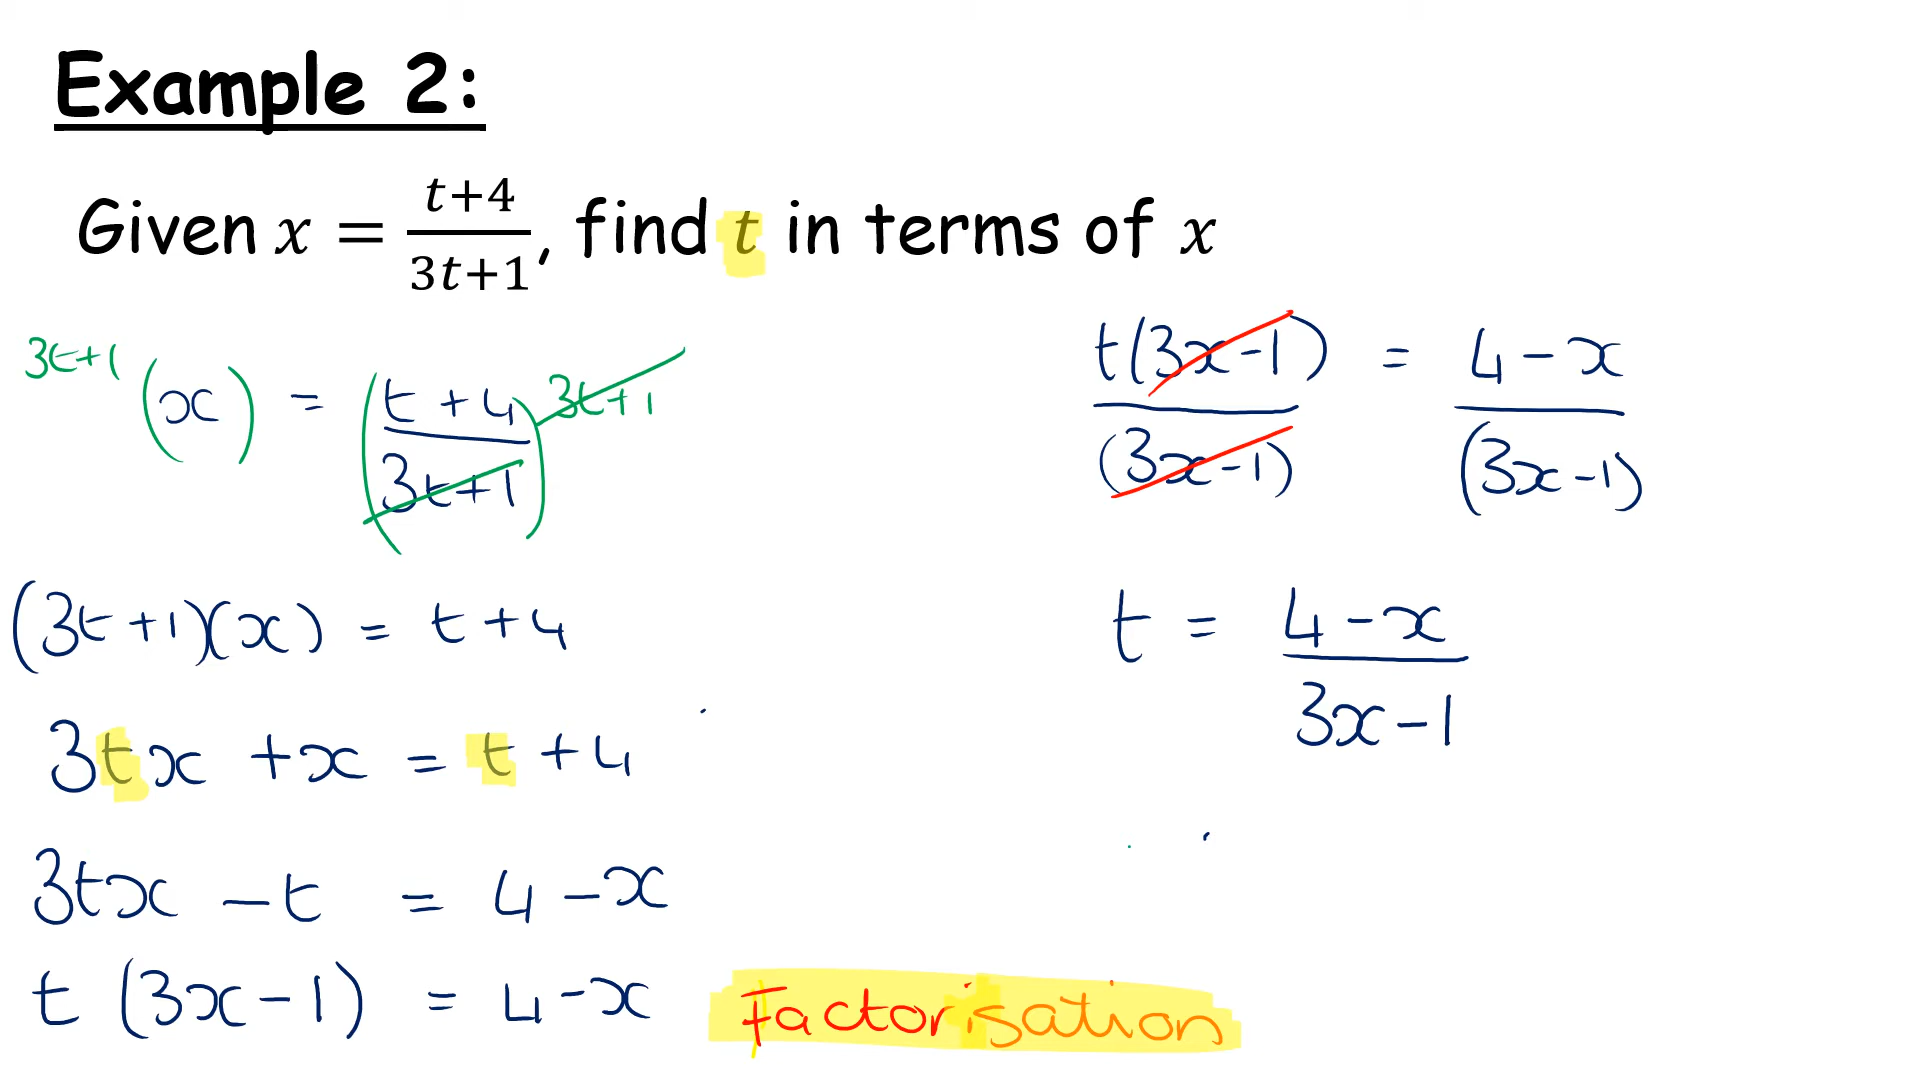 Example 2:
Given x = (t+4)/(3t+1), find t in terms of x
3t+1 (x) = ((t + 4)/(3t+1)) 3t+1
(3t+1)(x) = t + 4
3tx + x = t + 4
3tx - t = 4 - x
t (3x - 1) = 4 - x
Factorisation
t(3x - 1)/(3x - 1) = 4 - x/(3x - 1)
t = 4 - x/3x - 1